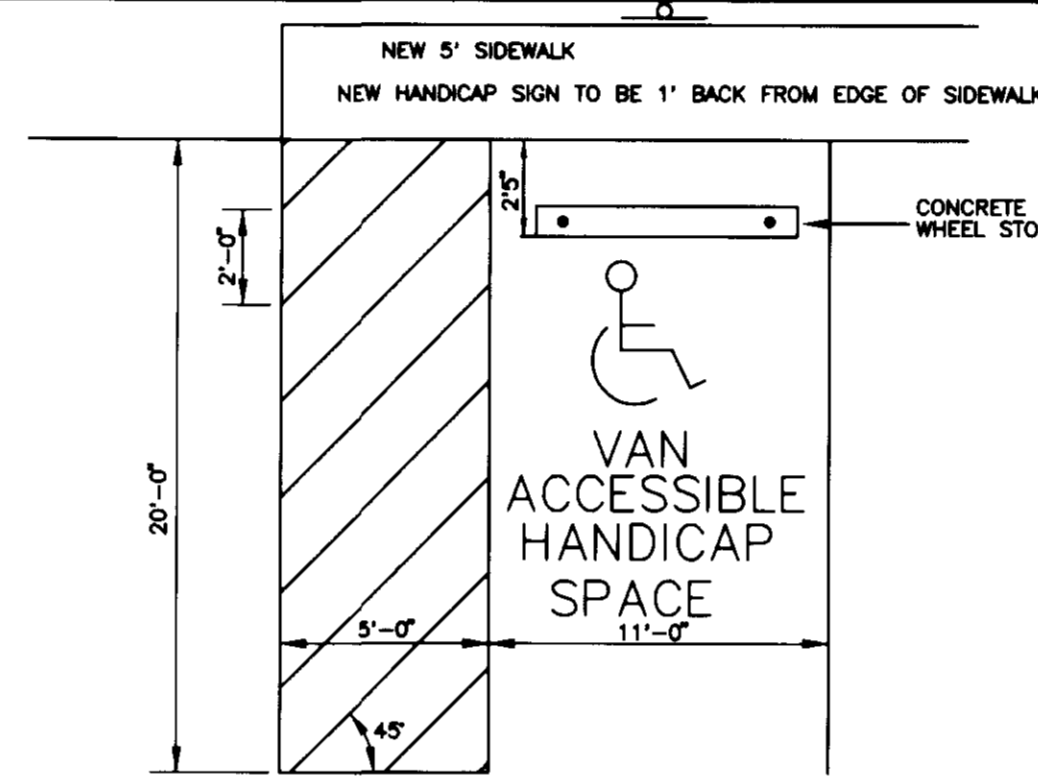 NEW 5' SIDEWALK
NEW HANDICAP SIGN TO BE 1' BACK FROM EDGE OF SIDEWALK
2'5"
CONCRETE
WHEEL STO
2'-0"
VAN
ACCESSIBLE
HANDICAP
SPACE
20'-0"
5'-0"
11'-0"
45°